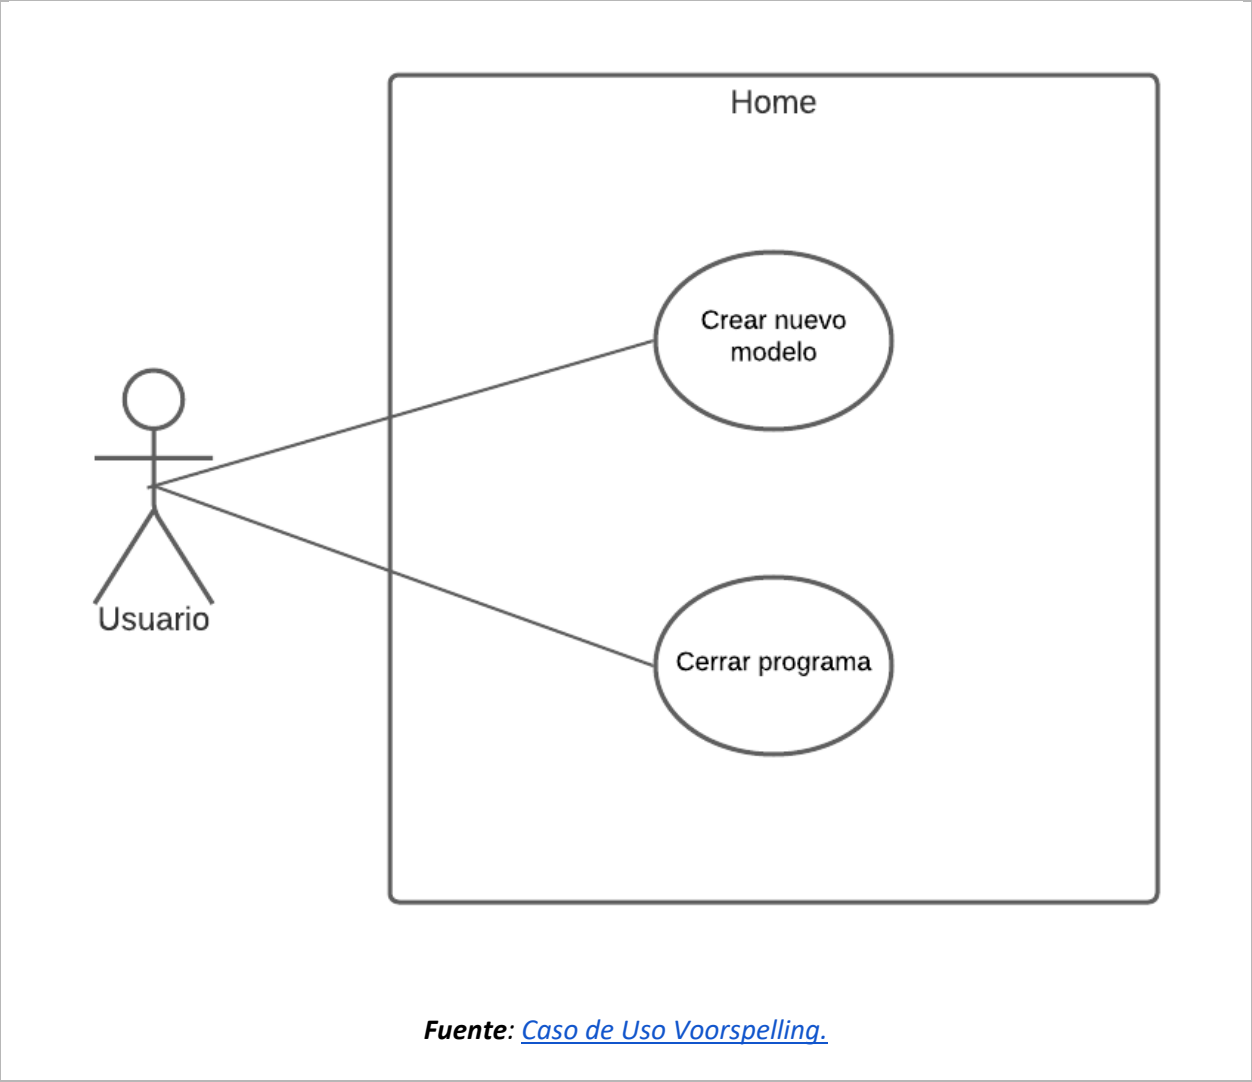 Home
Crear nuevo
modelo
Usuario
Cerrar programa
Fuente: Caso de Uso Voorspelling.